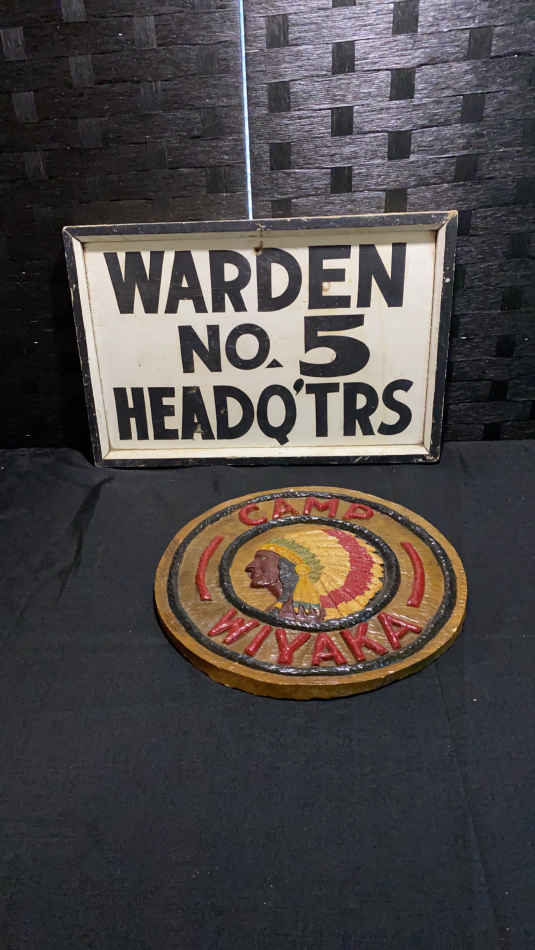 WARDEN
NO. 5
HEADQ'TRS
CAMP
WIYAKA